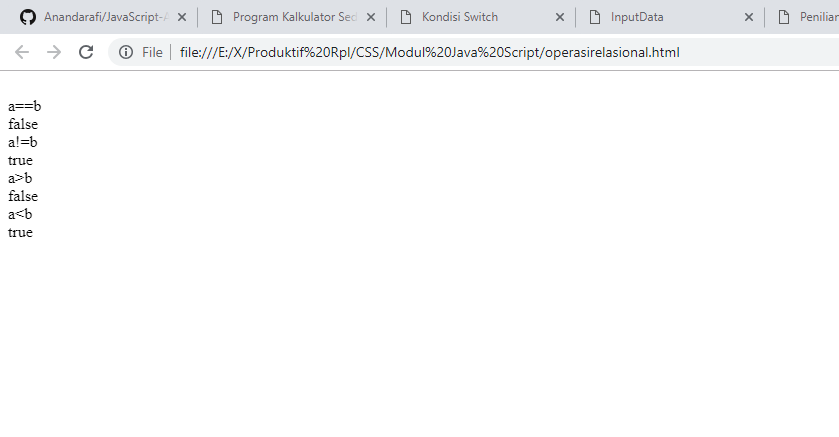 Anandarafi/JavaScript-A
Program Kalkulator Sed
Kondisi Switch
InputData
Penilian
File
file:///E:/X/Produktif%20Rpl/CSS/Modul%20Java%20Script/operasirelasional.html
a==b
false
a!=b
true
a>b
false
a<b
true